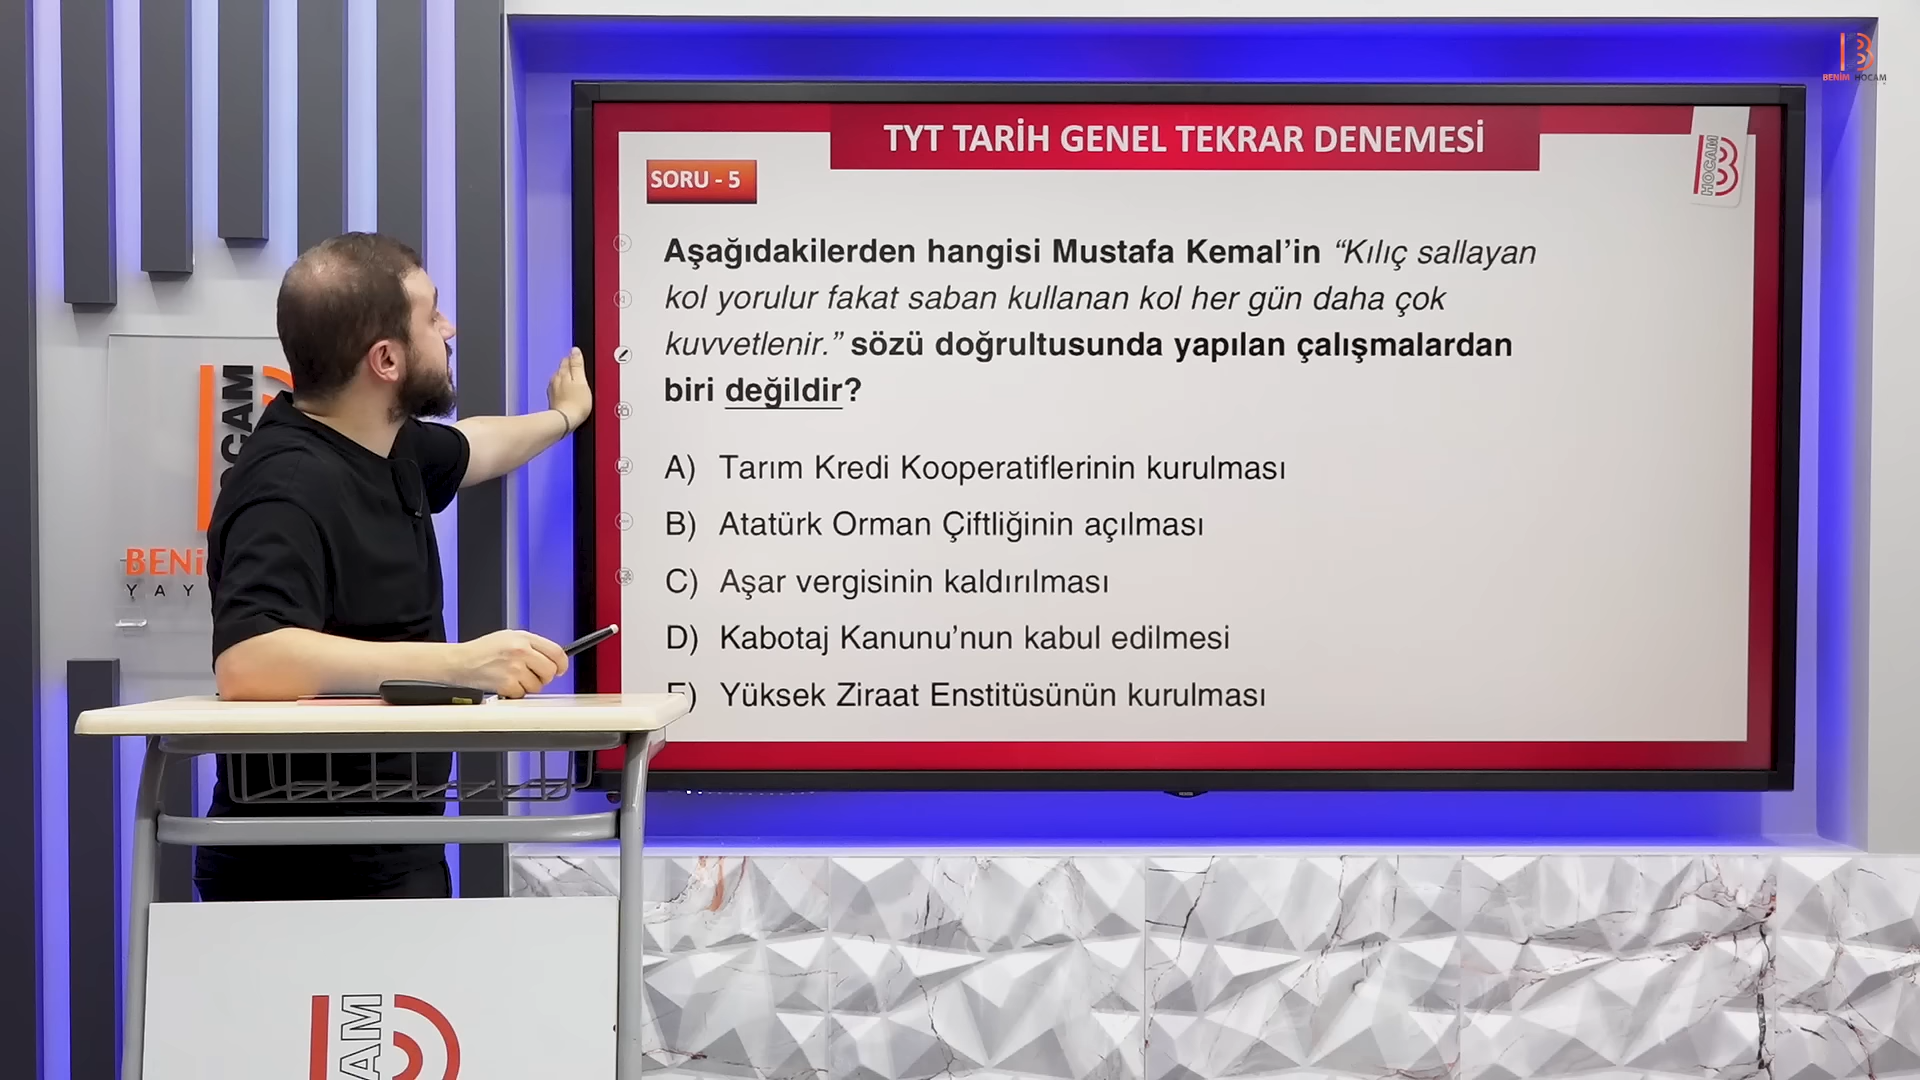 BENİM HOCAM
TYT TARİH GENEL TEKRAR DENEMESİ
HOCAM
SORU - 5
Aşağıdakilerden hangisi Mustafa Kemal’in “Kılıç sallayan
kol yorulur fakat saban kullanan kol her gün daha çok
kuvvetlenir.” sözü doğrultusunda yapılan çalışmalardan
biri değildir?
A) Tarım Kredi Kooperatiflerinin kurulması
B) Atatürk Orman Çiftliğinin açılması
C) Aşar vergisinin kaldırılması
D) Kabotaj Kanunu’nun kabul edilmesi
E) Yüksek Ziraat Enstitüsünün kurulması